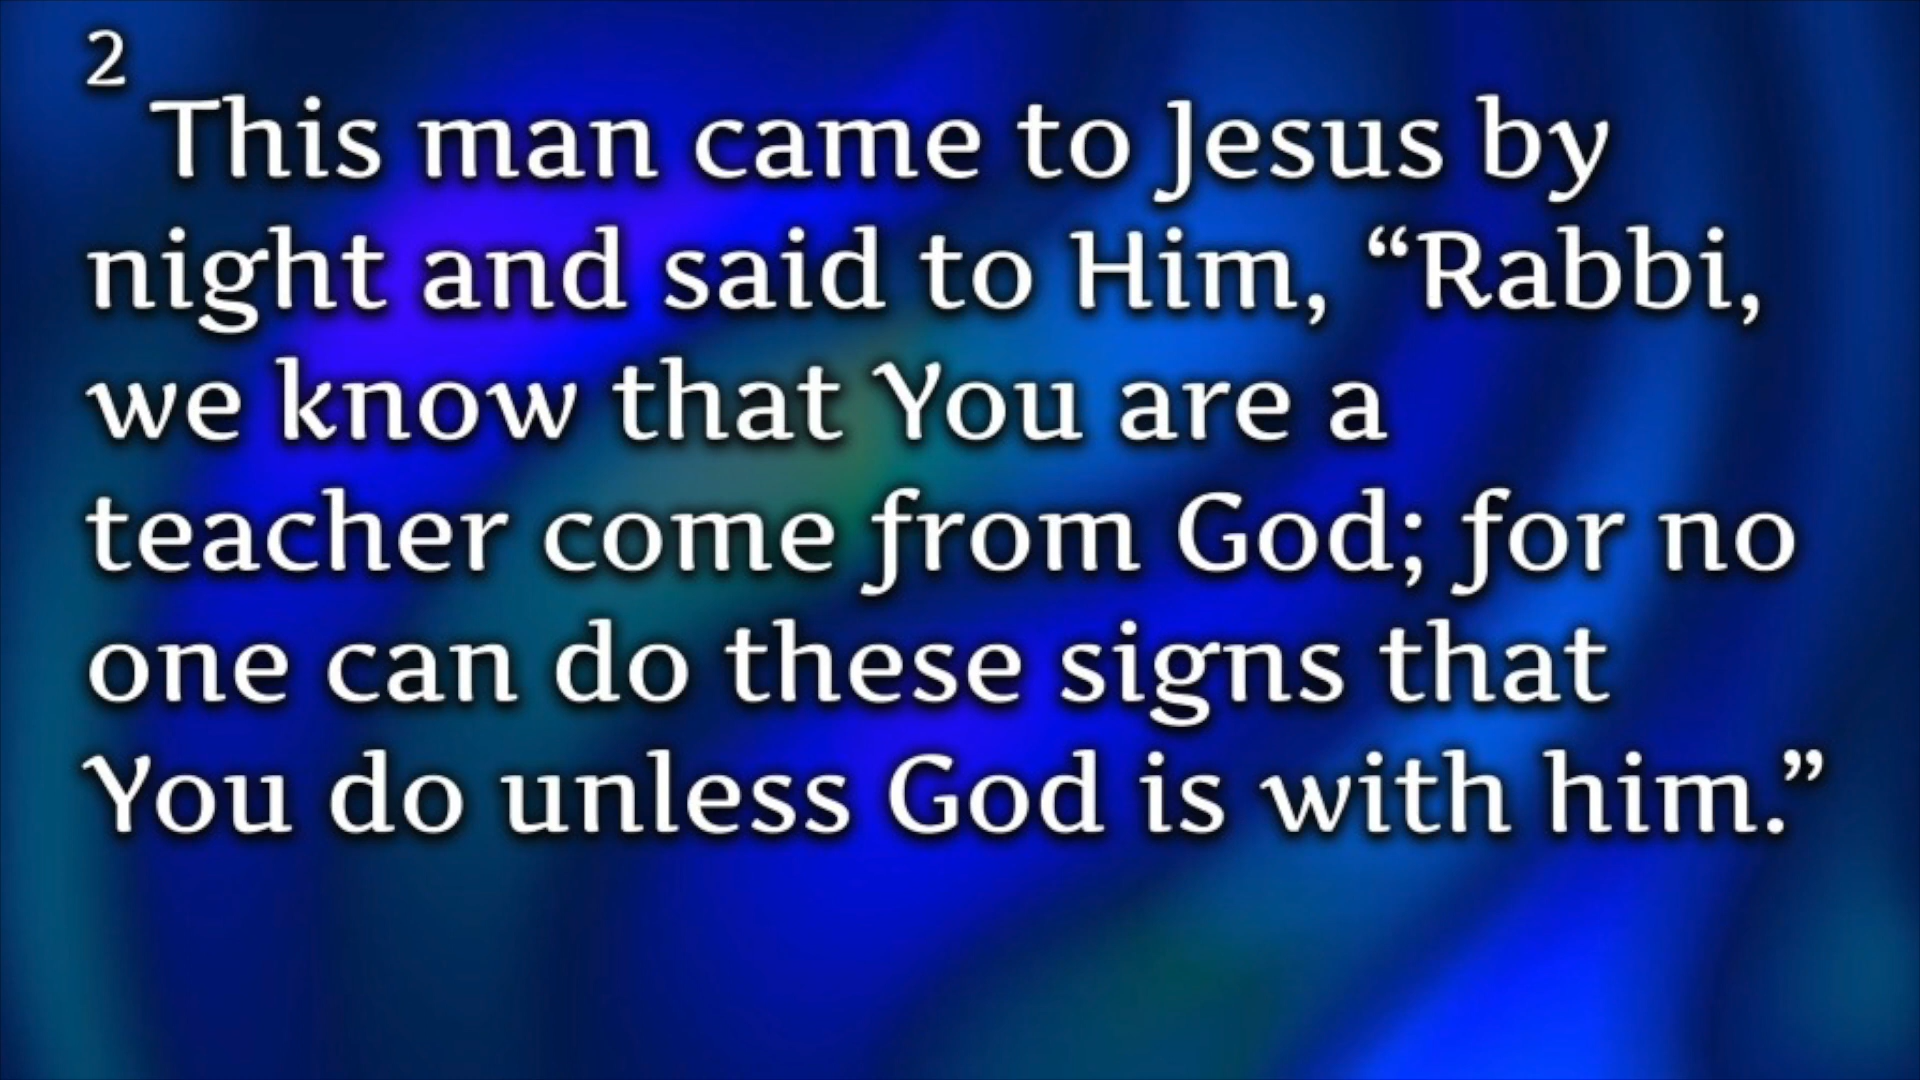 2
This man came to Jesus by
night and said to Him, “Rabbi,
we know that You are a
teacher come from God; for no
one can do these signs that
You do unless God is with him.”